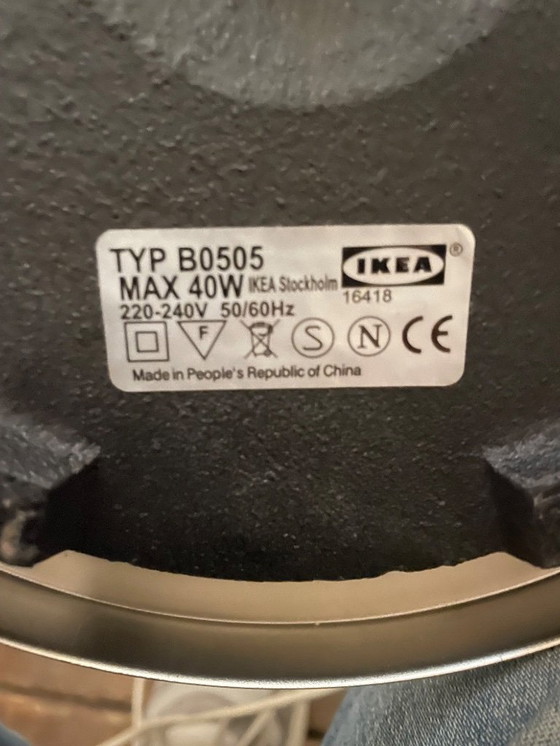 TYP B0505
MAX 40W IKEA Stockholm
IKEA ®
16418
220-240V 50/60Hz
F
S
N
CE
Made in People's Republic of China